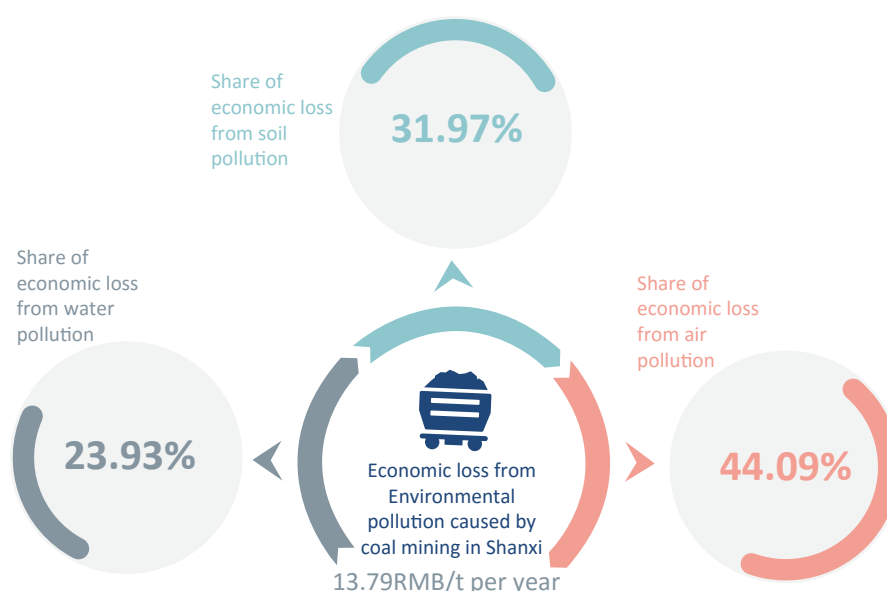 Share of
economic loss
from soil
pollution
31.97%
Share of
economic loss
from water
pollution
23.93%
Share of
economic loss
from air
pollution
44.09%
Economic loss from
Environmental
pollution caused by
coal mining in Shanxi
13.79RMB/t per year